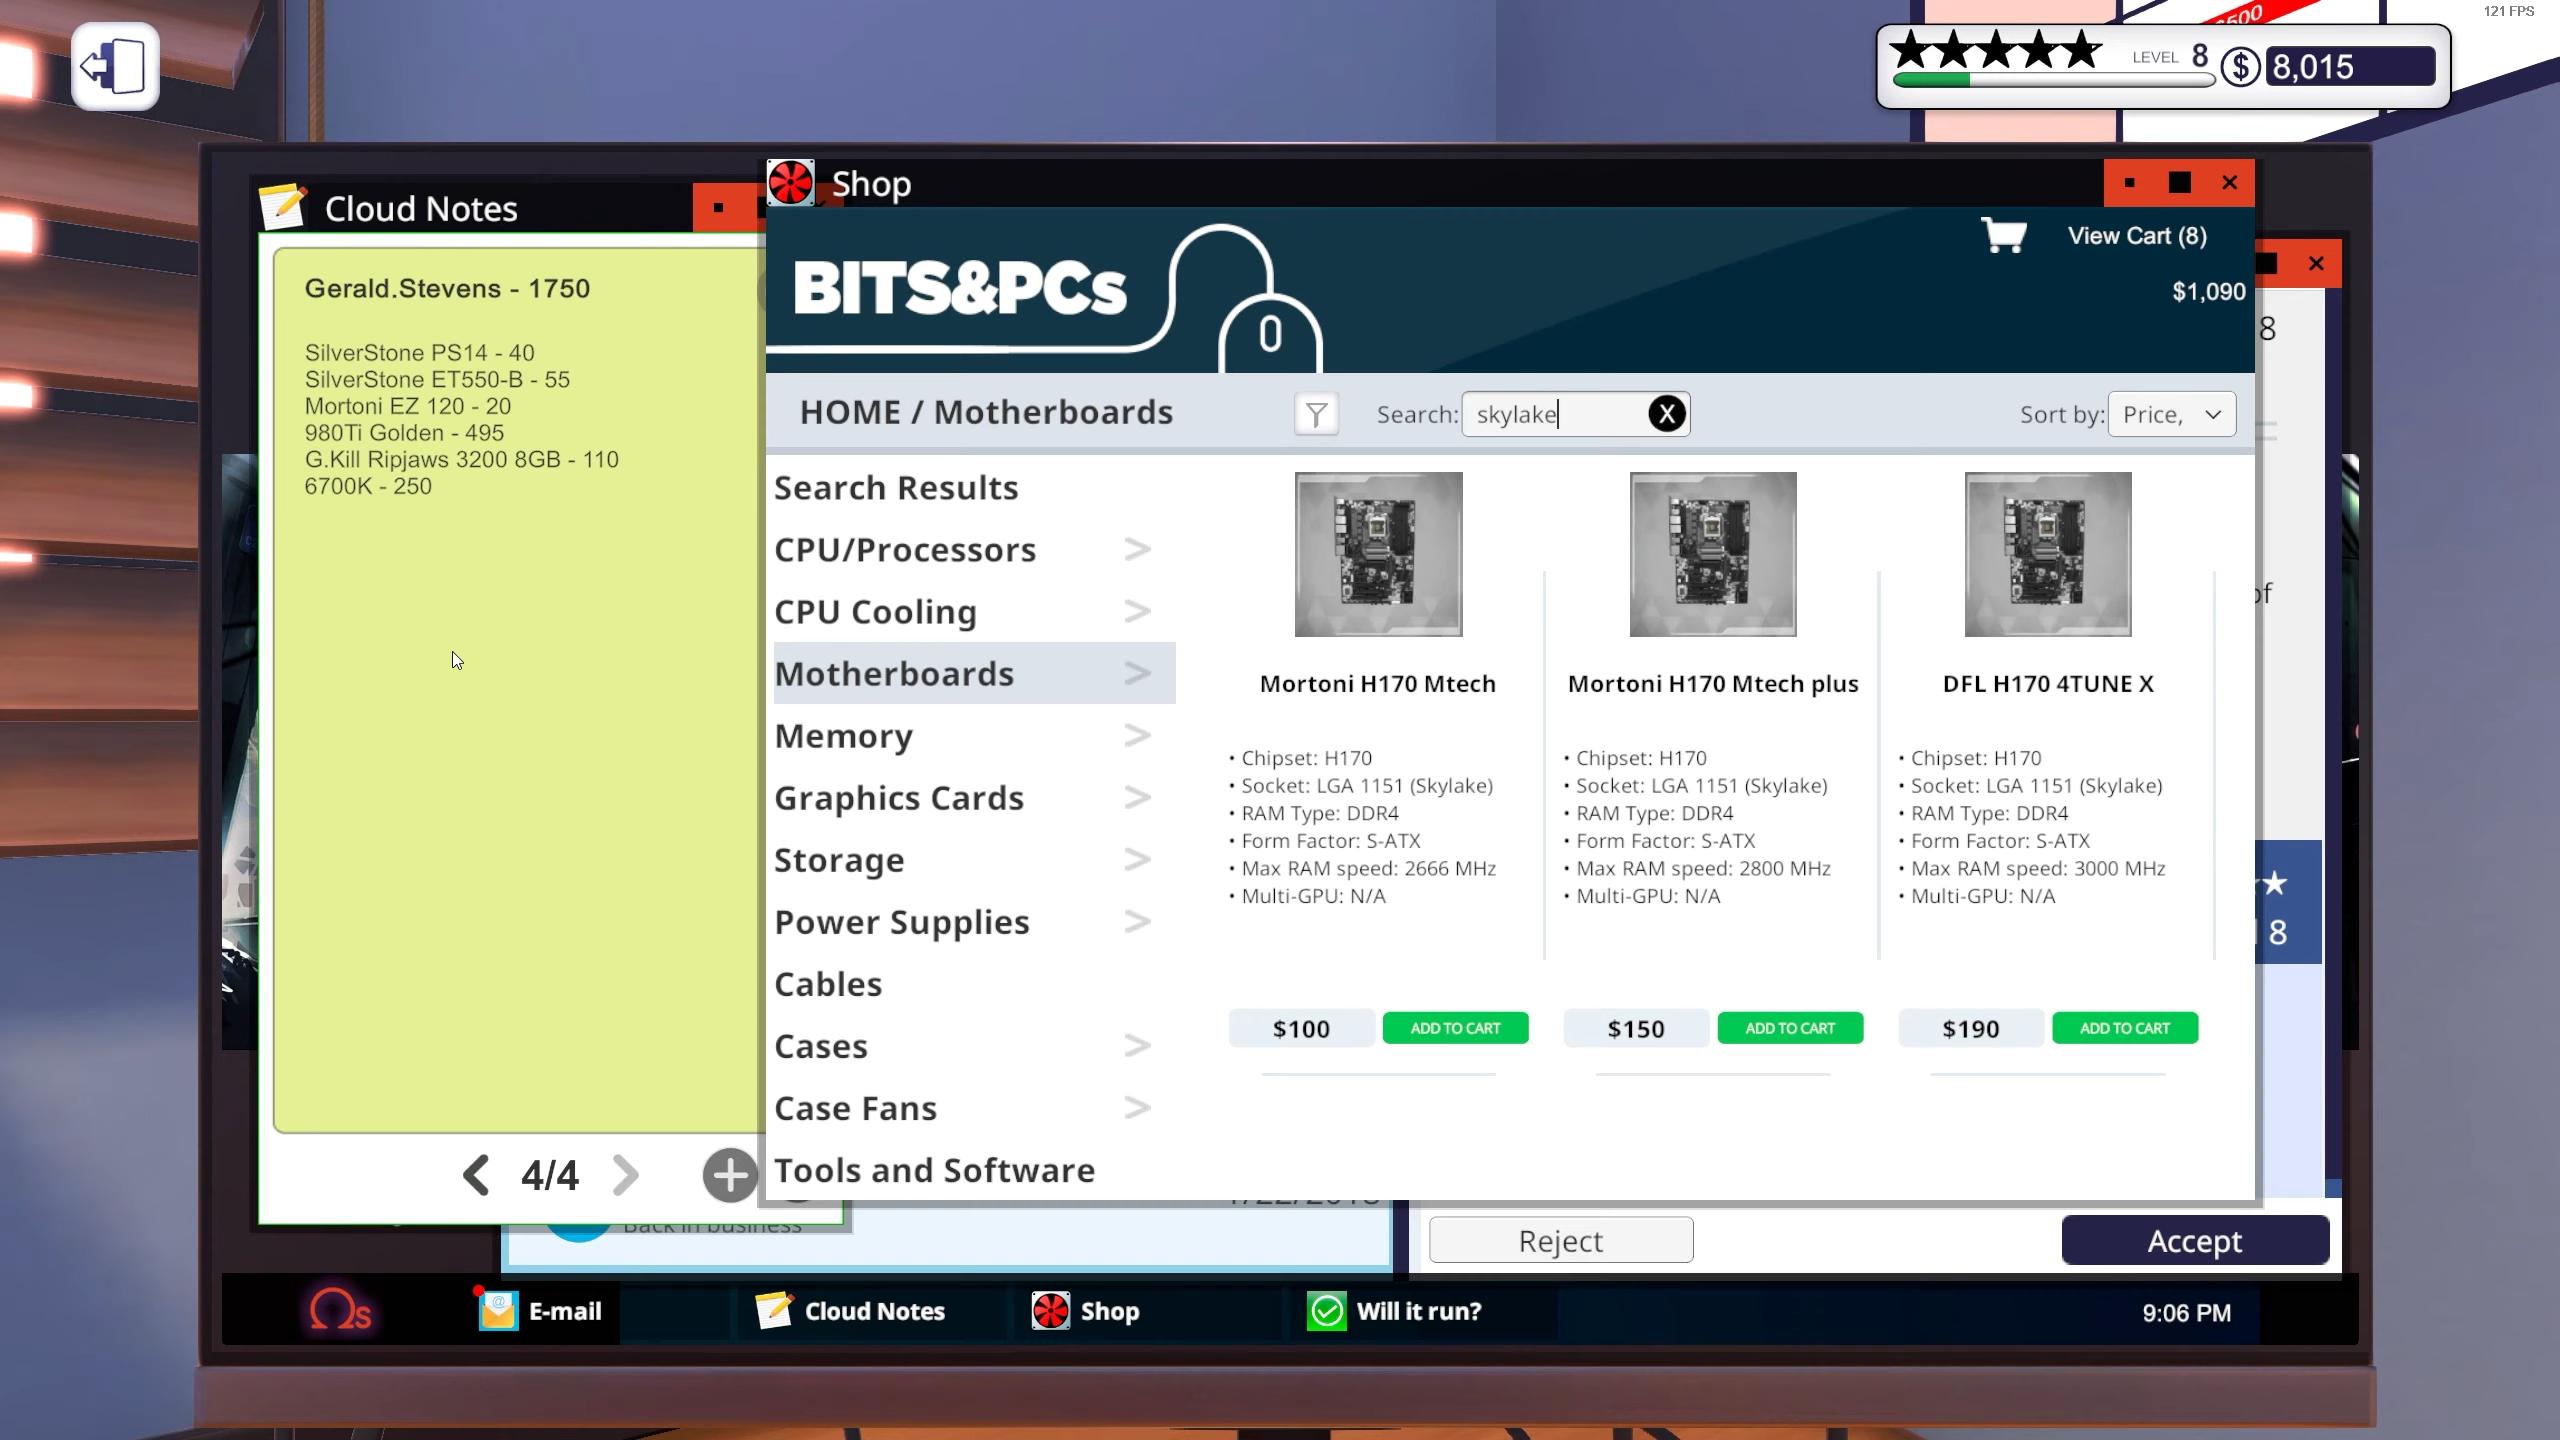 121 FPS
$500
LEVEL 8
$ 8,015
Cloud Notes
Gerald.Stevens - 1750
SilverStone PS14 - 40
SilverStone ET550-B - 55
Mortoni EZ 120 - 20
980Ti Golden - 495
G.Kill Ripjaws 3200 8GB - 110
6700K - 250
4/4
Shop
BITS&PCs
View Cart (8)
$1,090
HOME / Motherboards
Search: skylake
X
Sort by: Price,
Search Results
CPU/Processors
CPU Cooling
Motherboards
Memory
Graphics Cards
Storage
Power Supplies
Cables
Cases
Case Fans
Tools and Software
Mortoni H170 Mtech
• Chipset: H170
• Socket: LGA 1151 (Skylake)
• RAM Type: DDR4
• Form Factor: S-ATX
• Max RAM speed: 2666 MHz
• Multi-GPU: N/A
$100
ADD TO CART
Mortoni H170 Mtech plus
• Chipset: H170
• Socket: LGA 1151 (Skylake)
• RAM Type: DDR4
• Form Factor: S-ATX
• Max RAM speed: 2800 MHz
• Multi-GPU: N/A
$150
ADD TO CART
DFL H170 4TUNE X
• Chipset: H170
• Socket: LGA 1151 (Skylake)
• RAM Type: DDR4
• Form Factor: S-ATX
• Max RAM speed: 3000 MHz
• Multi-GPU: N/A
$190
ADD TO CART
8
of
8
Back in business
Reject
Accept
Ωs
E-mail
Cloud Notes
Shop
Will it run?
9:06 PM